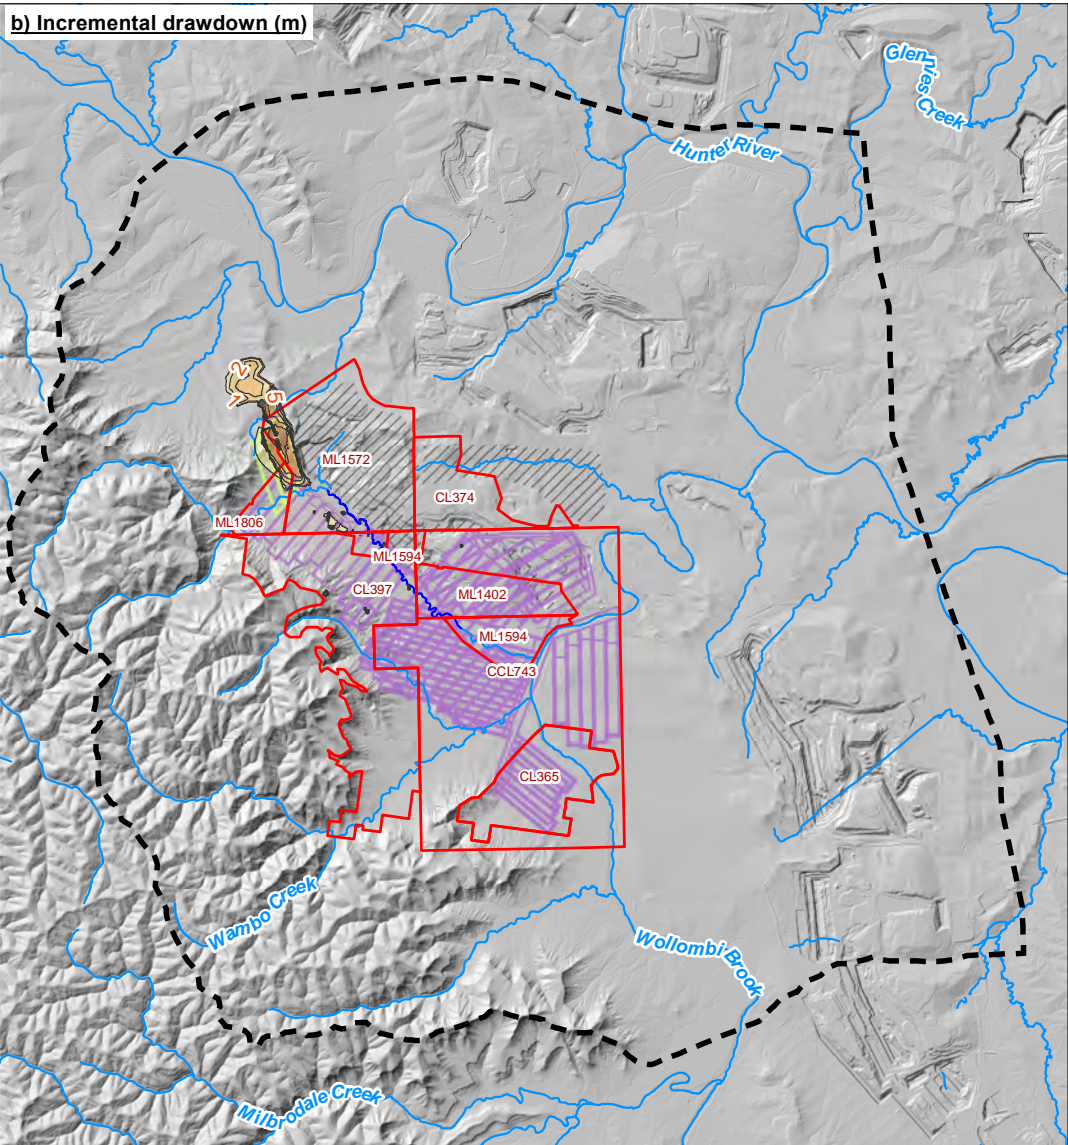 b) Incremental drawdown (m)
Glennies
Creek
Hunter River
2
1
5
ML1572
CL374
ML1806
ML1594
CL397
ML1402
ML1594
CCL743
CL365
Wambo Creek
Wollombi Brook
Milbrodale Creek